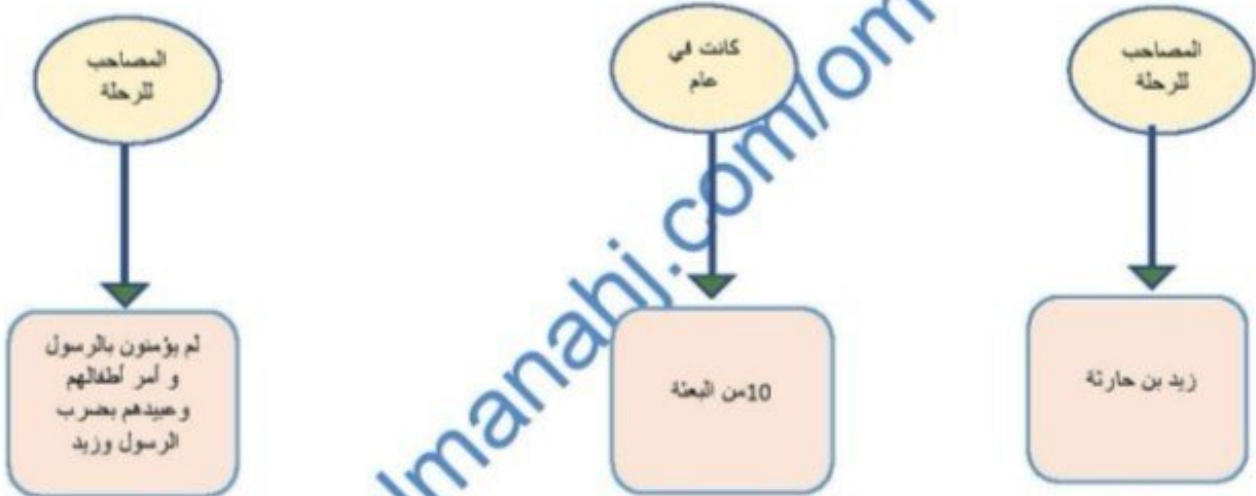 المصاحب
للرحلة
كانت في
عام
المصاحب
للرحلة
زيد بن حارثة
10من البعثة
لم يؤمنون بالرسول
و أمر أطفالهم
وعبيدهم بضرب
الرسول وزيد
lmanahj.com/om